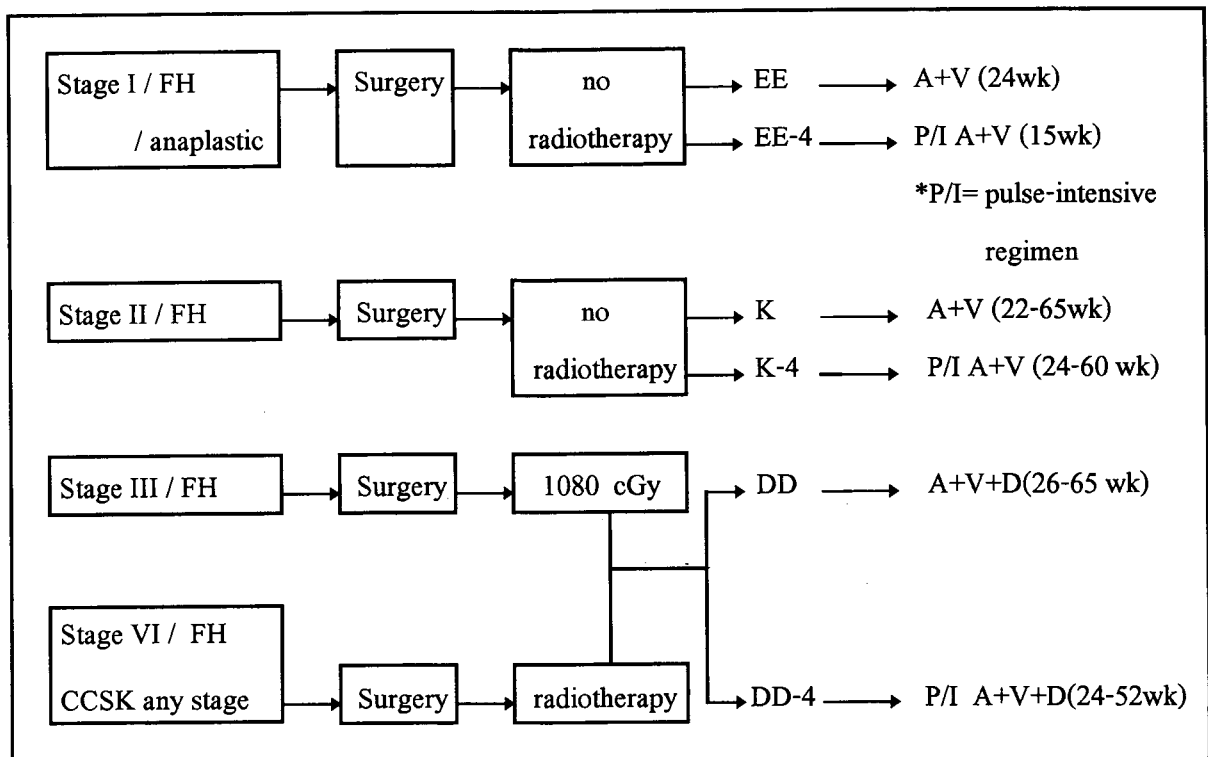 Stage I / FH
/ anaplastic
Surgery
no
radiotherapy
EE
A+V (24wk)
EE-4
P/I A+V (15wk)
*P/I= pulse-intensive
regimen
Stage II / FH
Surgery
no
radiotherapy
K
A+V (22-65wk)
K-4
P/I A+V (24-60 wk)
Stage III / FH
Surgery
1080 cGy
DD
A+V+D(26-65 wk)
Stage VI / FH
CCSK any stage
Surgery
radiotherapy
DD-4
P/I A+V+D(24-52wk)